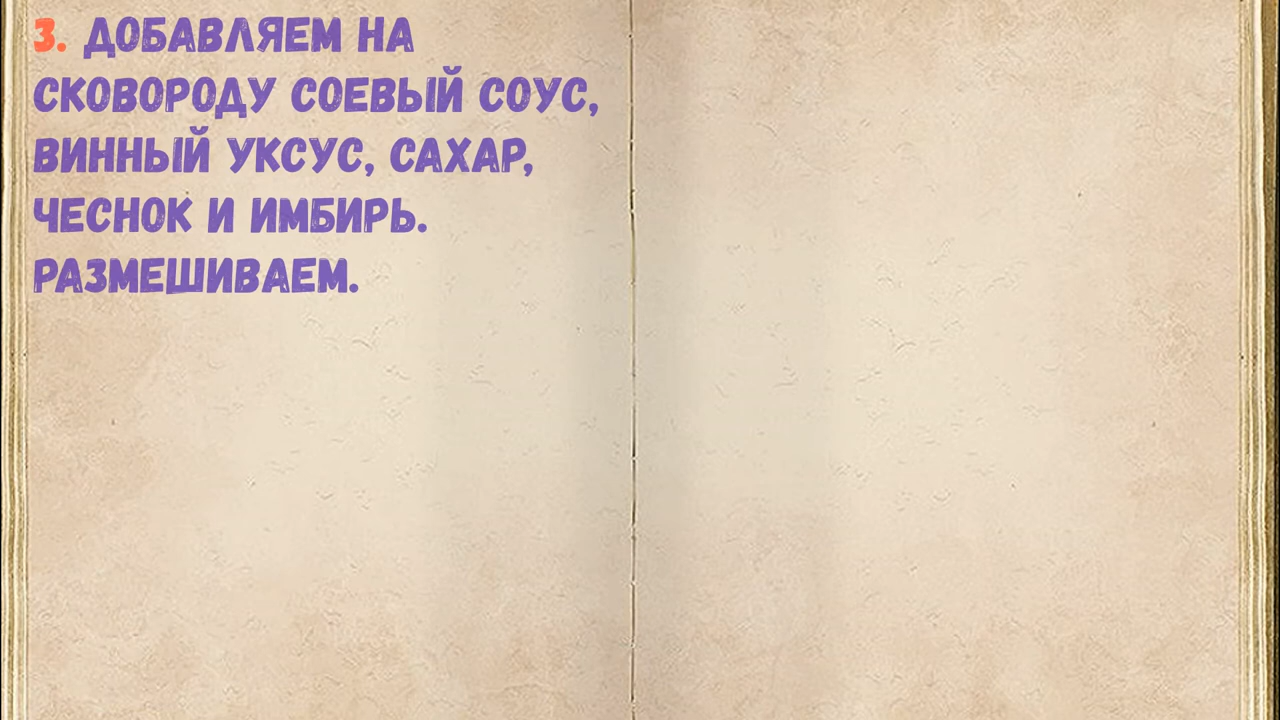 3. ДОБАВЛЯЕМ НА
СКОВОРОДУ СОЕВЫЙ СОУС,
ВИННЫЙ УКСУС, САХАР,
ЧЕСНОК И ИМБИРЬ.
РАЗМЕШИВАЕМ.